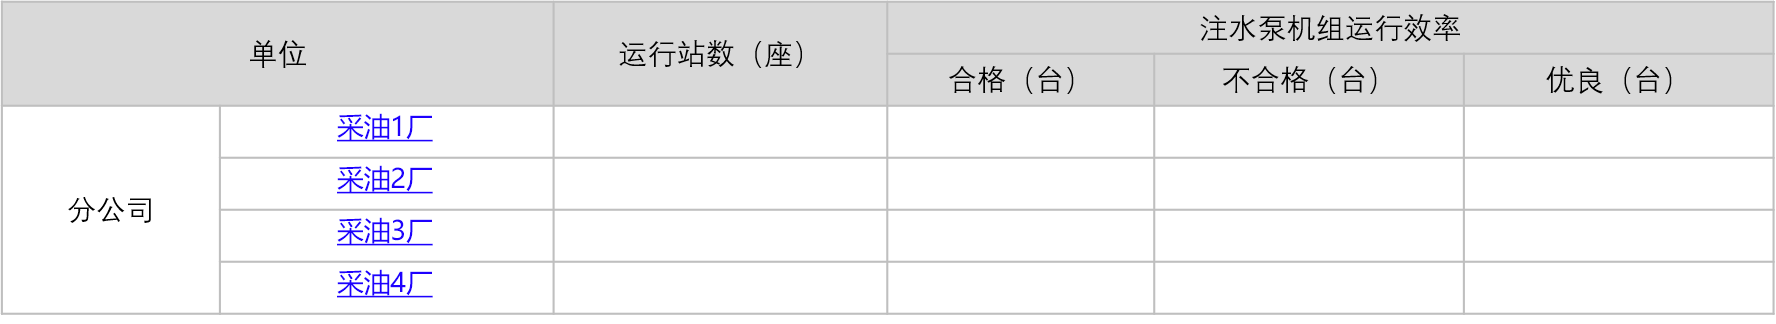 单位
运行站数（座）
注水泵机组运行效率
合格（台）
不合格（台）
优良（台）
分公司
采油1厂
采油2厂
采油3厂
采油4厂